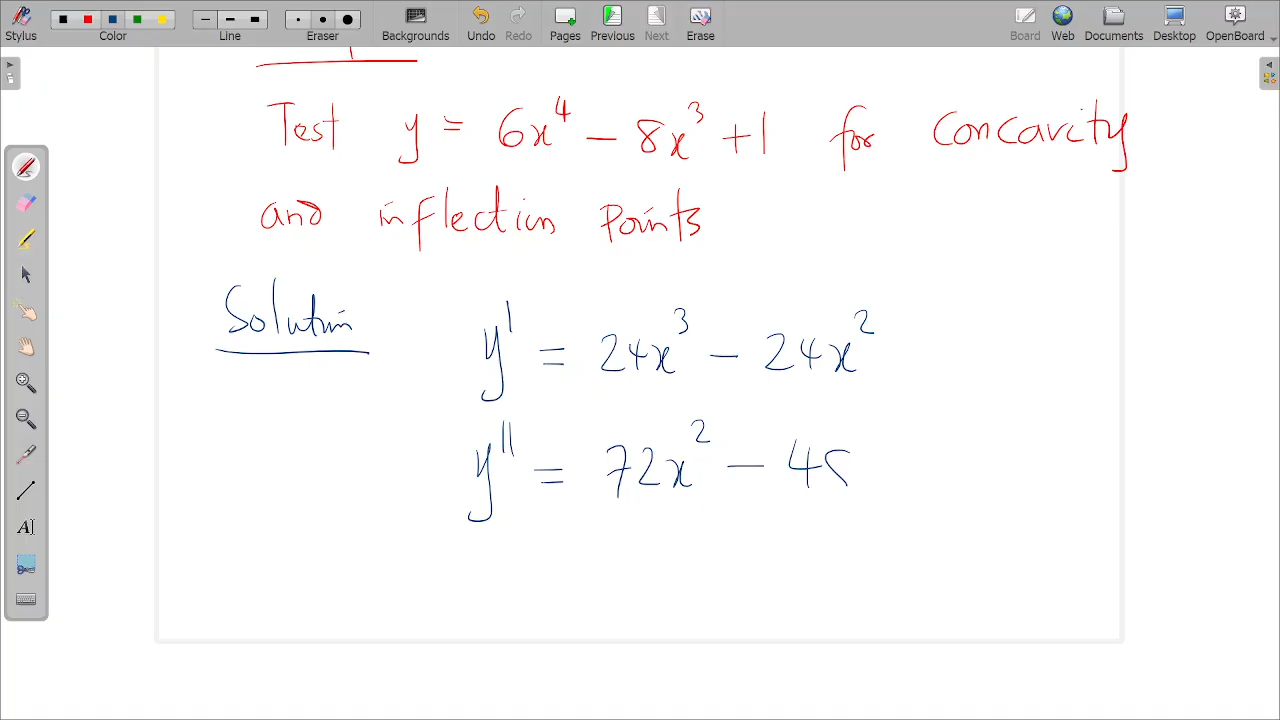 Stylus Color Line Eraser Backgrounds Undo Redo Pages Previous Next Erase Board Web Documents Desktop OpenBoard
Test y = 6x⁴ − 8x³ + 1 for concavity
and inflection points
Solution
y' = 24x³ − 24x²
y'' = 72x² − 4